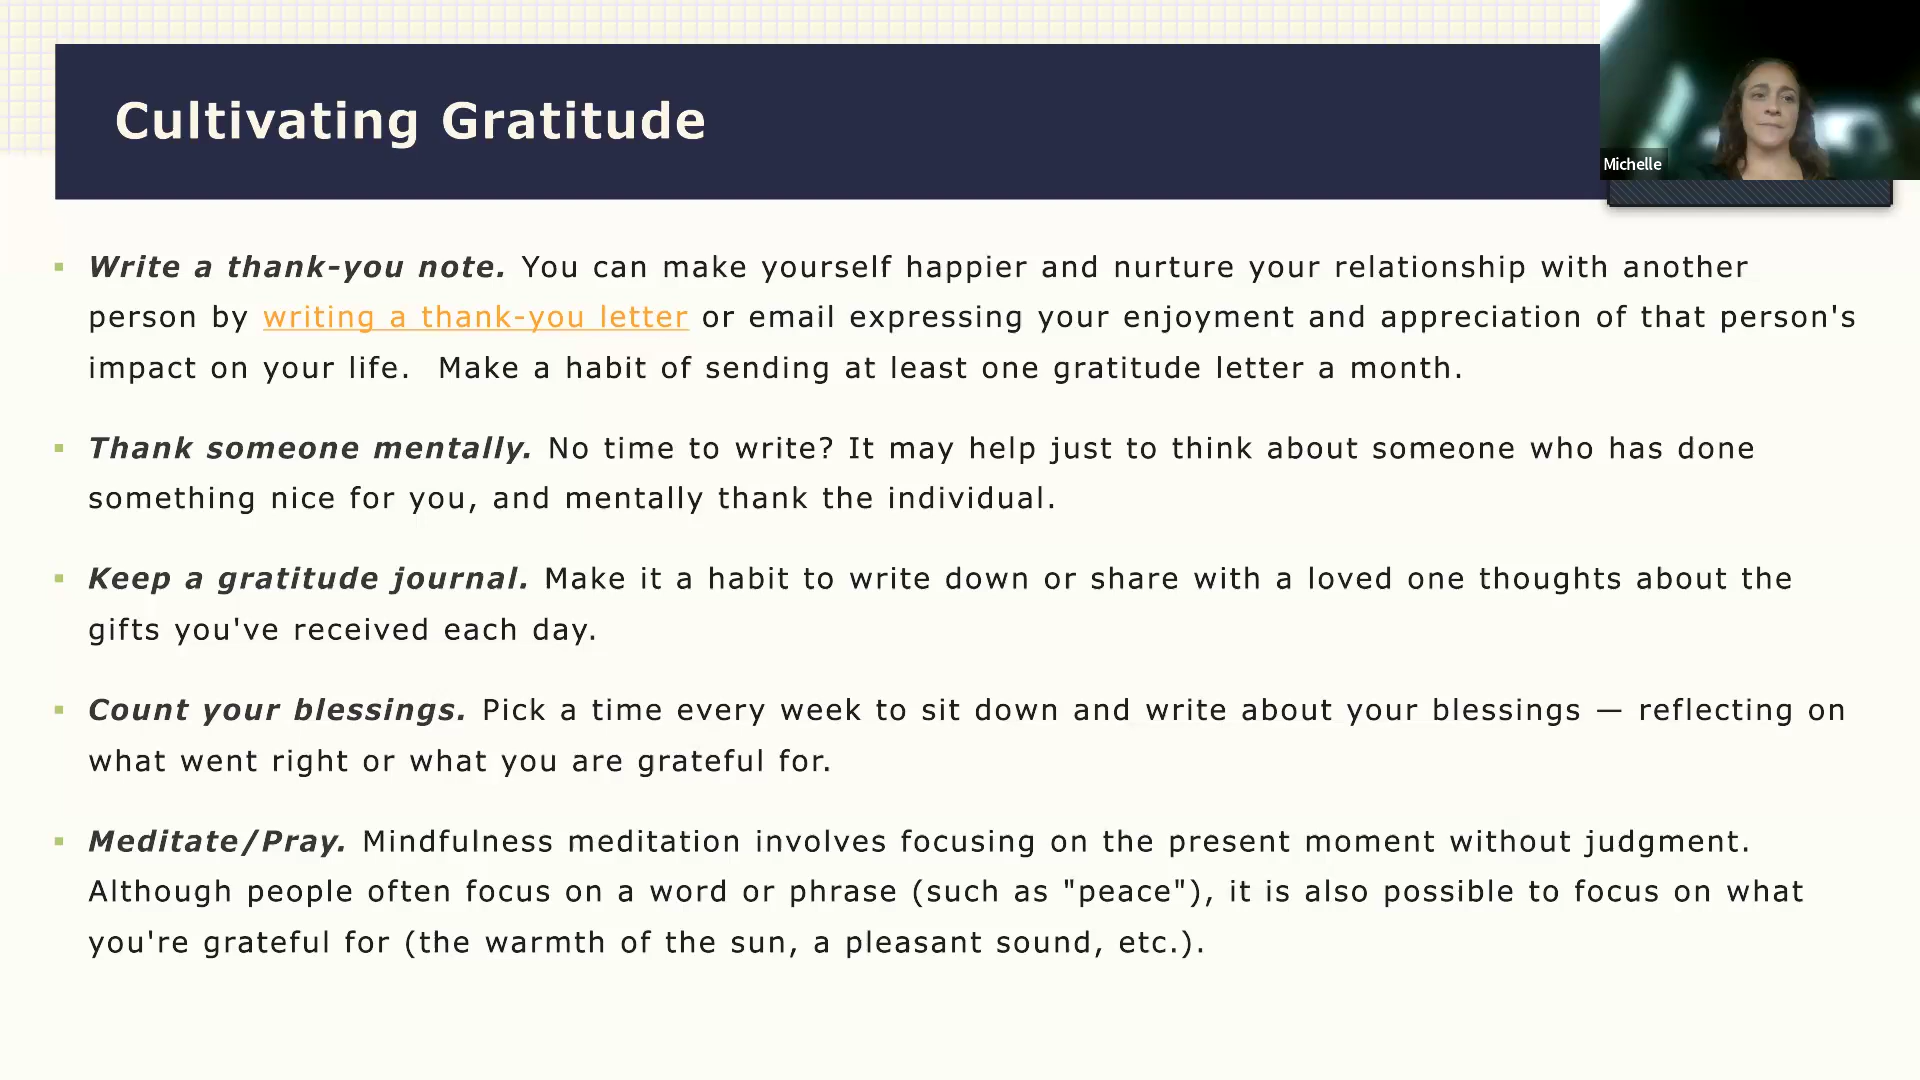 Cultivating Gratitude
Michelle
Write a thank-you note. You can make yourself happier and nurture your relationship with another
person by writing a thank-you letter or email expressing your enjoyment and appreciation of that person's
impact on your life.  Make a habit of sending at least one gratitude letter a month.
Thank someone mentally. No time to write? It may help just to think about someone who has done
something nice for you, and mentally thank the individual.
Keep a gratitude journal. Make it a habit to write down or share with a loved one thoughts about the
gifts you've received each day.
Count your blessings. Pick a time every week to sit down and write about your blessings — reflecting on
what went right or what you are grateful for.
Meditate/Pray. Mindfulness meditation involves focusing on the present moment without judgment.
Although people often focus on a word or phrase (such as "peace"), it is also possible to focus on what
you're grateful for (the warmth of the sun, a pleasant sound, etc.).